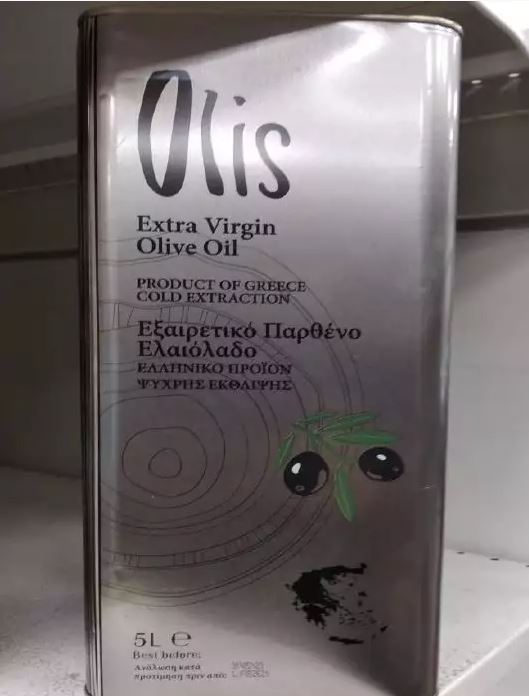 Olis
Extra Virgin
Olive Oil
PRODUCT OF GREECE
COLD EXTRACTION
Εξαιρετικό Παρθένο
Ελαιόλαδο
ΕΛΛΗΝΙΚΟ ΠΡΟΪΟΝ
ΨΥΧΡΗΣ ΕΚΘΛΙΨΗΣ
5L ℮
Best before:
Ανάλωση κατά
προτίμηση πριν από: